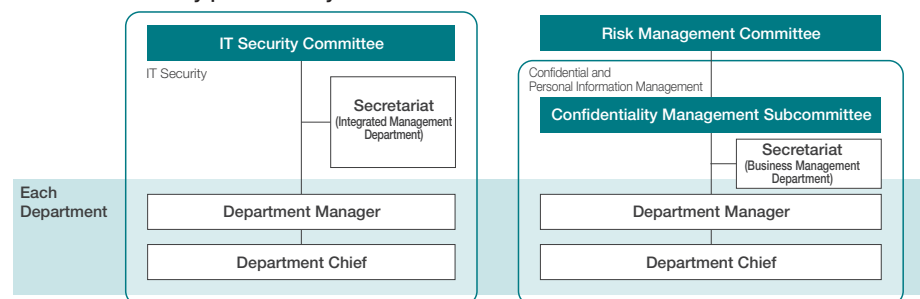 IT Security Committee
IT Security
Secretariat
(Integrated Management
Department)
Risk Management Committee
Confidential and
Personal Information Management
Confidentiality Management Subcommittee
Secretariat
(Business Management
Department)
Each
Department
Department Manager
Department Chief
Department Manager
Department Chief